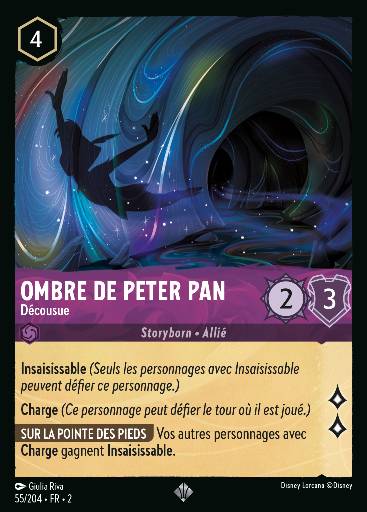 4
OMBRE DE PETER PAN
Décousue
2
3
Storyborn • Allié
Insaisissable (Seuls les personnages avec Insaisissable
peuvent défier ce personnage.)
Charge (Ce personnage peut défier le tour où il est joué.)
SUR LA POINTE DES PIEDS Vos autres personnages avec
Charge gagnent Insaisissable.
Giulia Riva
Disney Lorcana ©Disney
55/204 • FR • 2